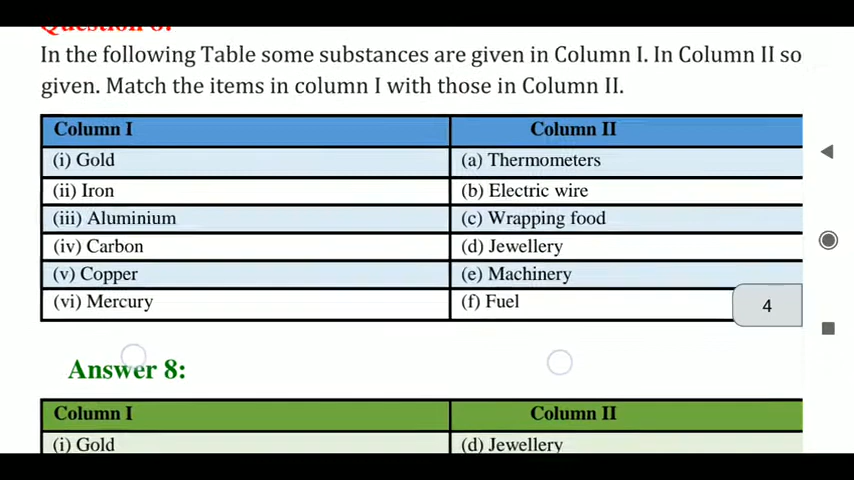 Question 8:
In the following Table some substances are given in Column I. In Column II so
given. Match the items in column I with those in Column II.
Column I Column II
(i) Gold (a) Thermometers
(ii) Iron (b) Electric wire
(iii) Aluminium (c) Wrapping food
(iv) Carbon (d) Jewellery
(v) Copper (e) Machinery
(vi) Mercury (f) Fuel
4
Answer 8:
Column I Column II
(i) Gold (d) Jewellery